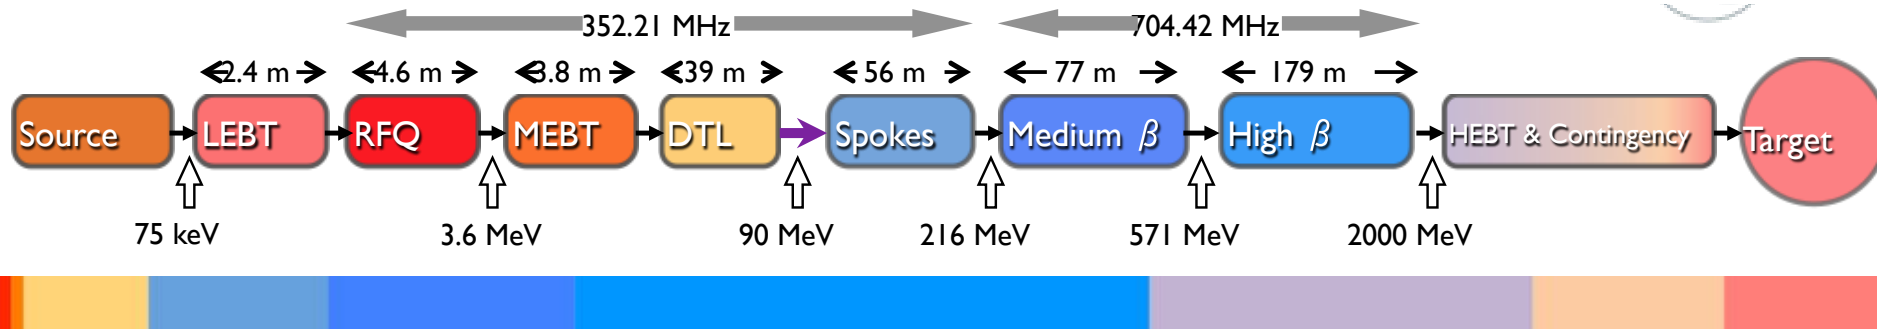 352.21 MHz 704.42 MHz
2.4 m 4.6 m 3.8 m 39 m 56 m 77 m 179 m
Source LEBT RFQ MEBT DTL Spokes Medium β High β HEBT & Contingency Target
75 keV 3.6 MeV 90 MeV 216 MeV 571 MeV 2000 MeV